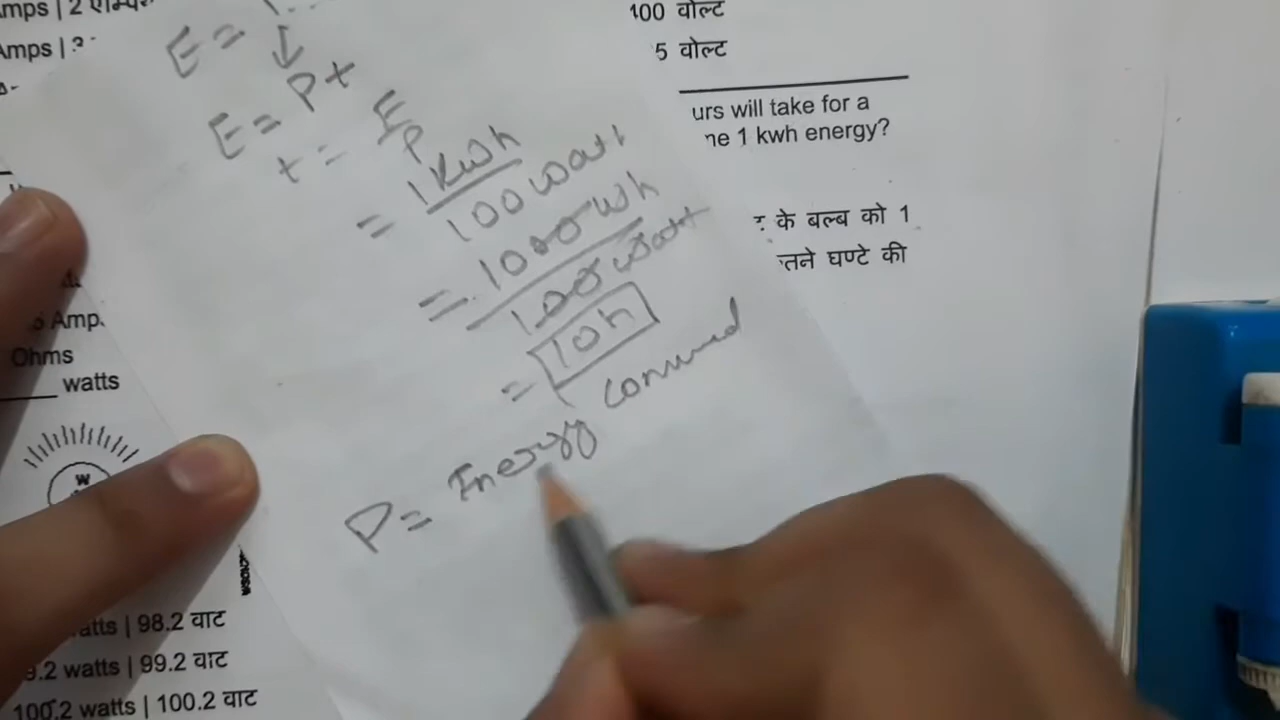 mps | 2
Amps | 3
100 वोल्ट
5 वोल्ट
urs will take for a
ne 1 kwh energy?
के बल्ब को 1
तने घण्टे की
E =
E = Pt
t = E/P
= 1 kwh / 100 watt
= 1000 wh / 100 watt
= 10h
P = Energy consumed
Amp.
Ohms
watts
W
atts | 98.2 वाट
9.2 watts | 99.2 वाट
100.2 watts | 100.2 वाट